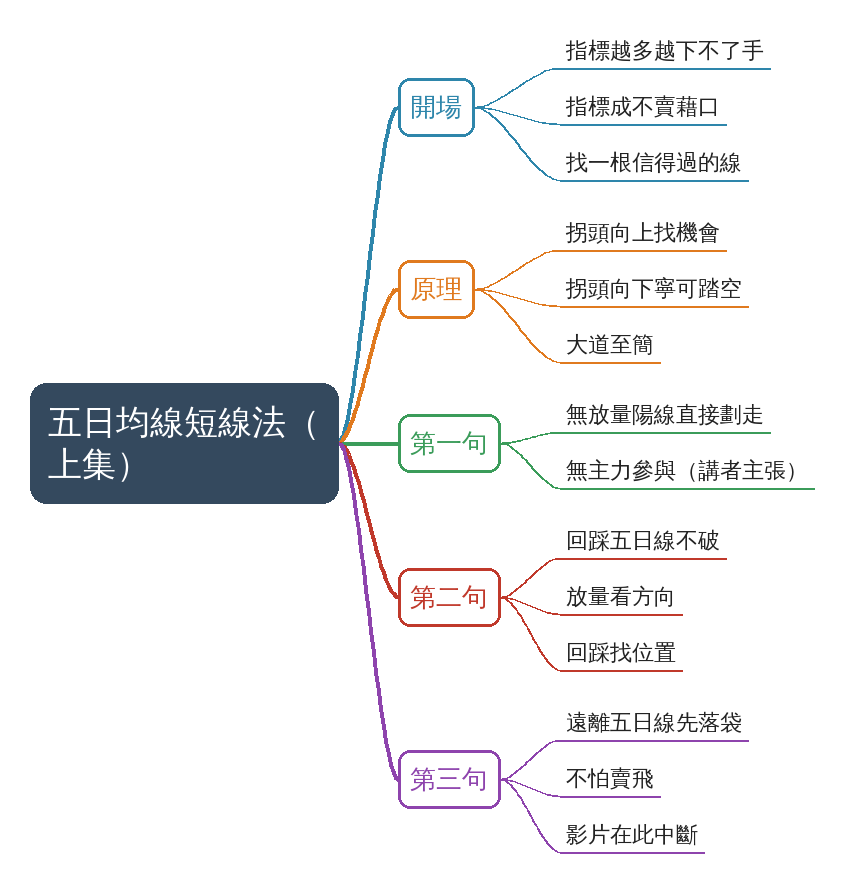 五日均線短線法（
上集）
開場
指標越多越下不了手
指標成不賣藉口
找一根信得過的線
原理
拐頭向上找機會
拐頭向下寧可踏空
大道至簡
第一句
無放量陽線直接劃走
無主力參與（講者主張）
第二句
回踩五日線不破
放量看方向
回踩找位置
第三句
遠離五日線先落袋
不怕賣飛
影片在此中斷